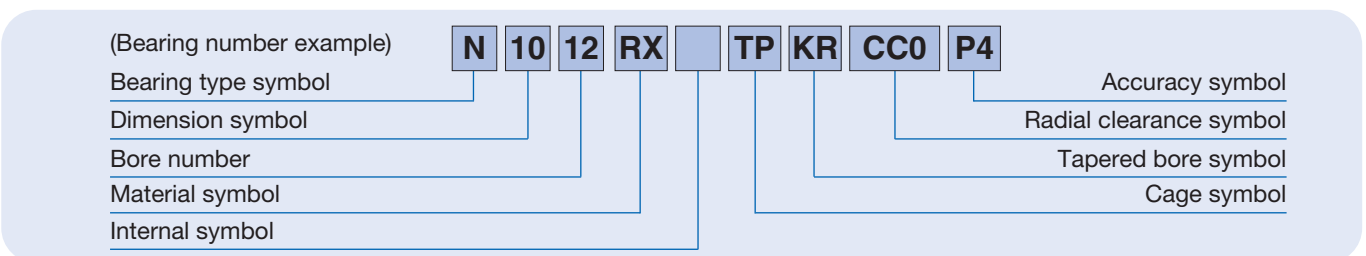 (Bearing number example) N 10 12 RX TP KR CC0 P4
Bearing type symbol Accuracy symbol
Dimension symbol Radial clearance symbol
Bore number Tapered bore symbol
Material symbol Cage symbol
Internal symbol